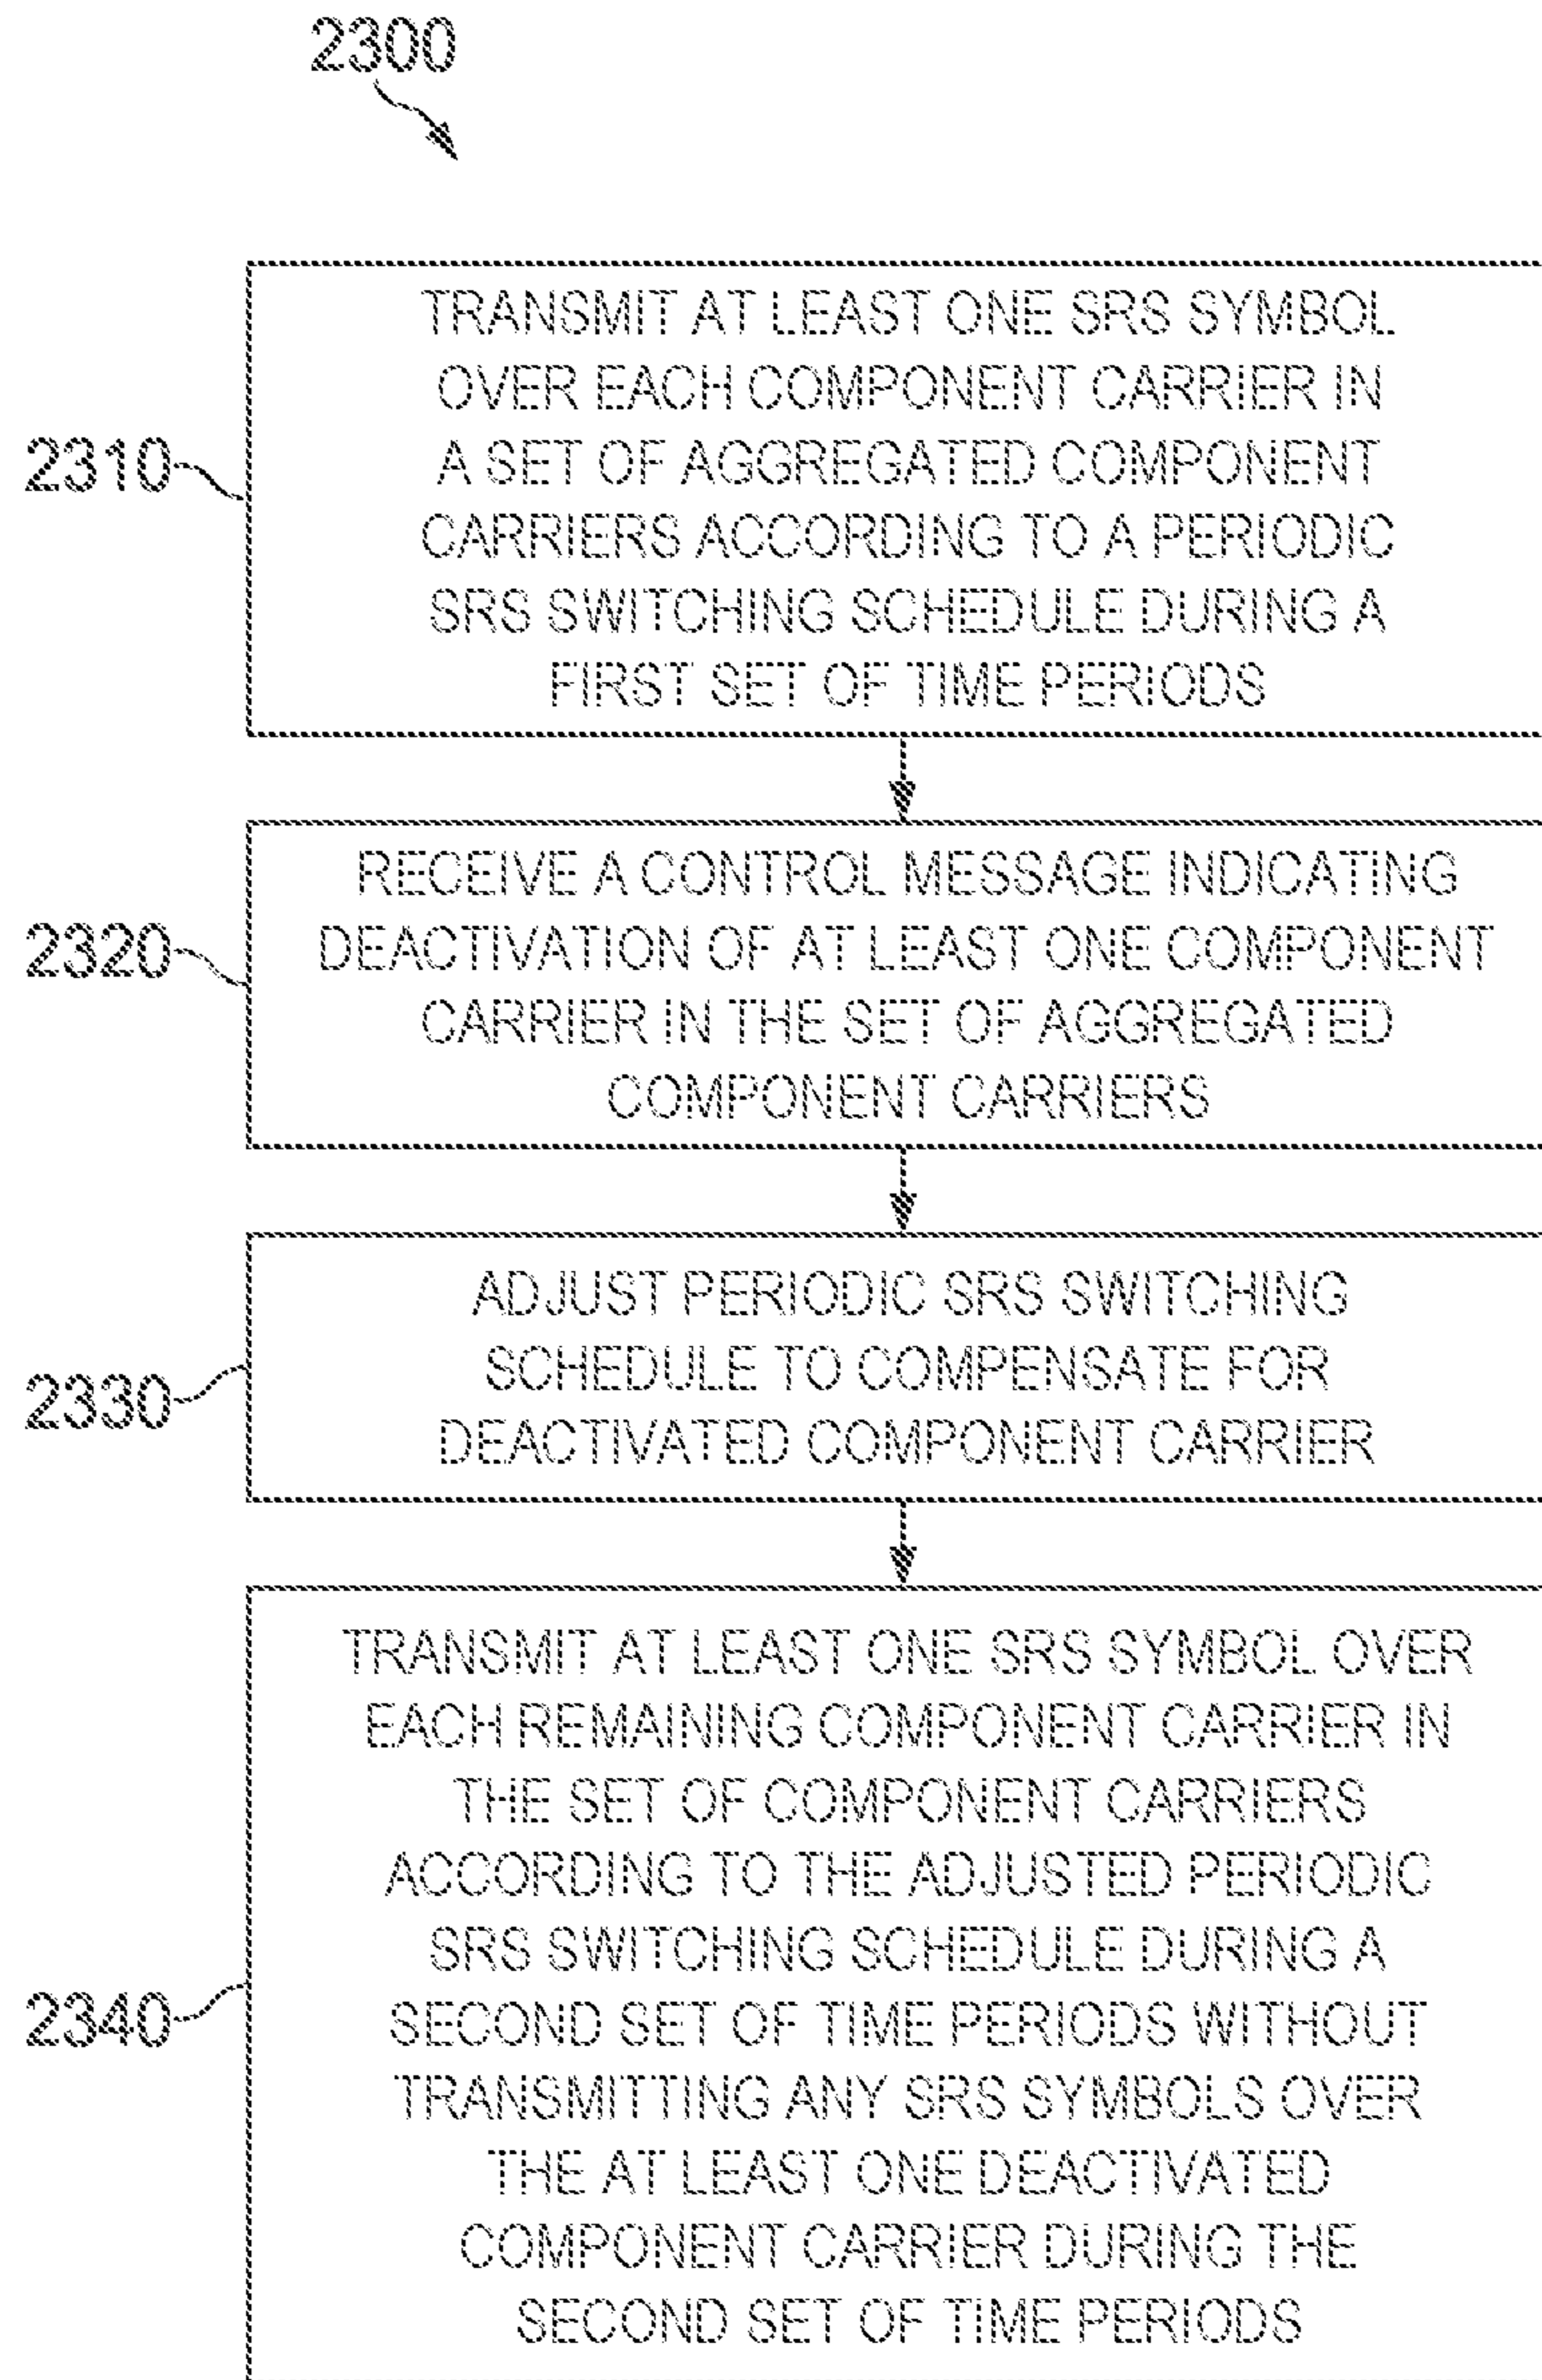 2300
2310
TRANSMIT AT LEAST ONE SRS SYMBOL
OVER EACH COMPONENT CARRIER IN
A SET OF AGGREGATED COMPONENT
CARRIERS ACCORDING TO A PERIODIC
SRS SWITCHING SCHEDULE DURING A
FIRST SET OF TIME PERIODS
2320
RECEIVE A CONTROL MESSAGE INDICATING
DEACTIVATION OF AT LEAST ONE COMPONENT
CARRIER IN THE SET OF AGGREGATED
COMPONENT CARRIERS
2330
ADJUST PERIODIC SRS SWITCHING
SCHEDULE TO COMPENSATE FOR
DEACTIVATED COMPONENT CARRIER
2340
TRANSMIT AT LEAST ONE SRS SYMBOL OVER
EACH REMAINING COMPONENT CARRIER IN
THE SET OF COMPONENT CARRIERS
ACCORDING TO THE ADJUSTED PERIODIC
SRS SWITCHING SCHEDULE DURING A
SECOND SET OF TIME PERIODS WITHOUT
TRANSMITTING ANY SRS SYMBOLS OVER
THE AT LEAST ONE DEACTIVATED
COMPONENT CARRIER DURING THE
SECOND SET OF TIME PERIODS